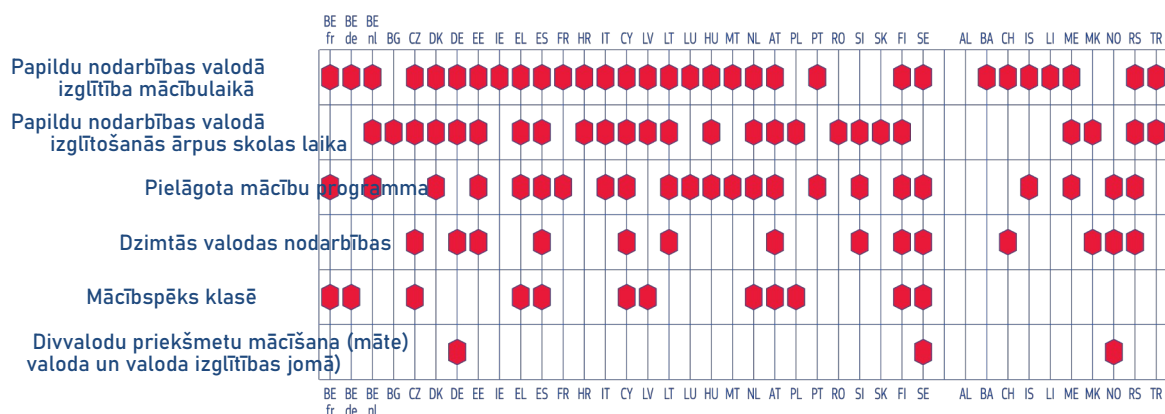 BE BE BE
fr de nl BG CZ DK DE EE IE EL ES FR HR IT CY LV LT LU HU MT NL AT PL PT RO SI SK FI SE AL BA CH IS LI ME MK NO RS TR
Papildu nodarbības valodā
izglītība mācībulaikā
Papildu nodarbības valodā
izglītošanās ārpus skolas laika
Pielāgota mācību programma
Dzimtās valodas nodarbības
Mācībspēks klasē
Divvalodu priekšmetu mācīšana (māte)
valoda un valoda izglītības jomā)
BE BE BE BG CZ DK DE EE IE EL ES FR HR IT CY LV LT LU HU MT NL AT PL PT RO SI SK FI SE AL BA CH IS LI ME MK NO RS TR
fr de nl